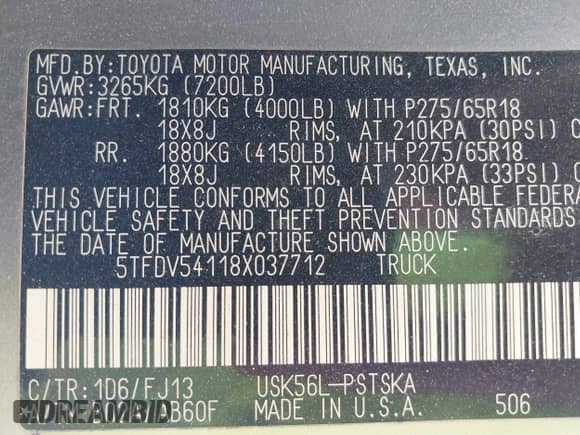 MFD.BY:TOYOTA MOTOR MANUFACTURING, TEXAS, INC.
GVWR:3265KG (7200LB)
GAWR:FRT. 1810KG (4000LB) WITH P275/65R18
18X8J RIMS, AT 210KPA (30PSI)
RR. 1880KG (4150LB) WITH P275/65R18
18X8J RIMS, AT 230KPA (33PSI)
THIS VEHICLE CONFORMS TO ALL APPLICABLE FEDERA
VEHICLE SAFETY AND THEFT PREVENTION STANDARDS
THE DATE OF MANUFACTURE SHOWN ABOVE.
5TFDV54118X037712 TRUCK
C/TR:1D6/FJ13 USK56L-PSTSKA
AB60F MADE IN U.S.A. 506
ADREAMBID